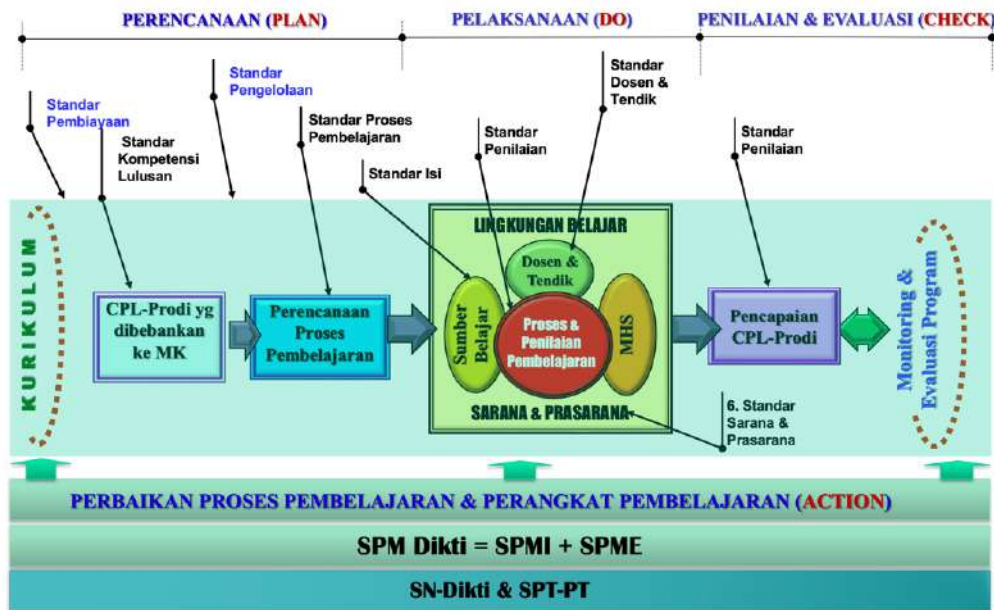 PERENCANAAN (PLAN)
PELAKSANAAN (DO)
PENILAIAN & EVALUASI (CHECK)
Standar
Pembiayaan
Standar
Kompetensi
Lulusan
Standar
Pengelolaan
Standar Proses
Pembelajaran
Standar Isi
Standar
Penilaian
Standar
Dosen &
Tendik
Standar
Penilaian
KURIKULUM
CPL-Prodi yg
dibebankan
ke MK
Perencanaan
Proses
Pembelajaran
LINGKUNGAN BELAJAR
Dosen &
Tendik
Sumber
Belajar
Proses &
Penilaian
Pembelajaran
MHS
SARANA & PRASARANA
Pencapaian
CPL-Prodi
Monitoring &
Evaluasi Program
6. Standar
Sarana &
Prasarana
PERBAIKAN PROSES PEMBELAJARAN & PERANGKAT PEMBELAJARAN (ACTION)
SPM Dikti = SPMI + SPME
SN-Dikti & SPT-PT